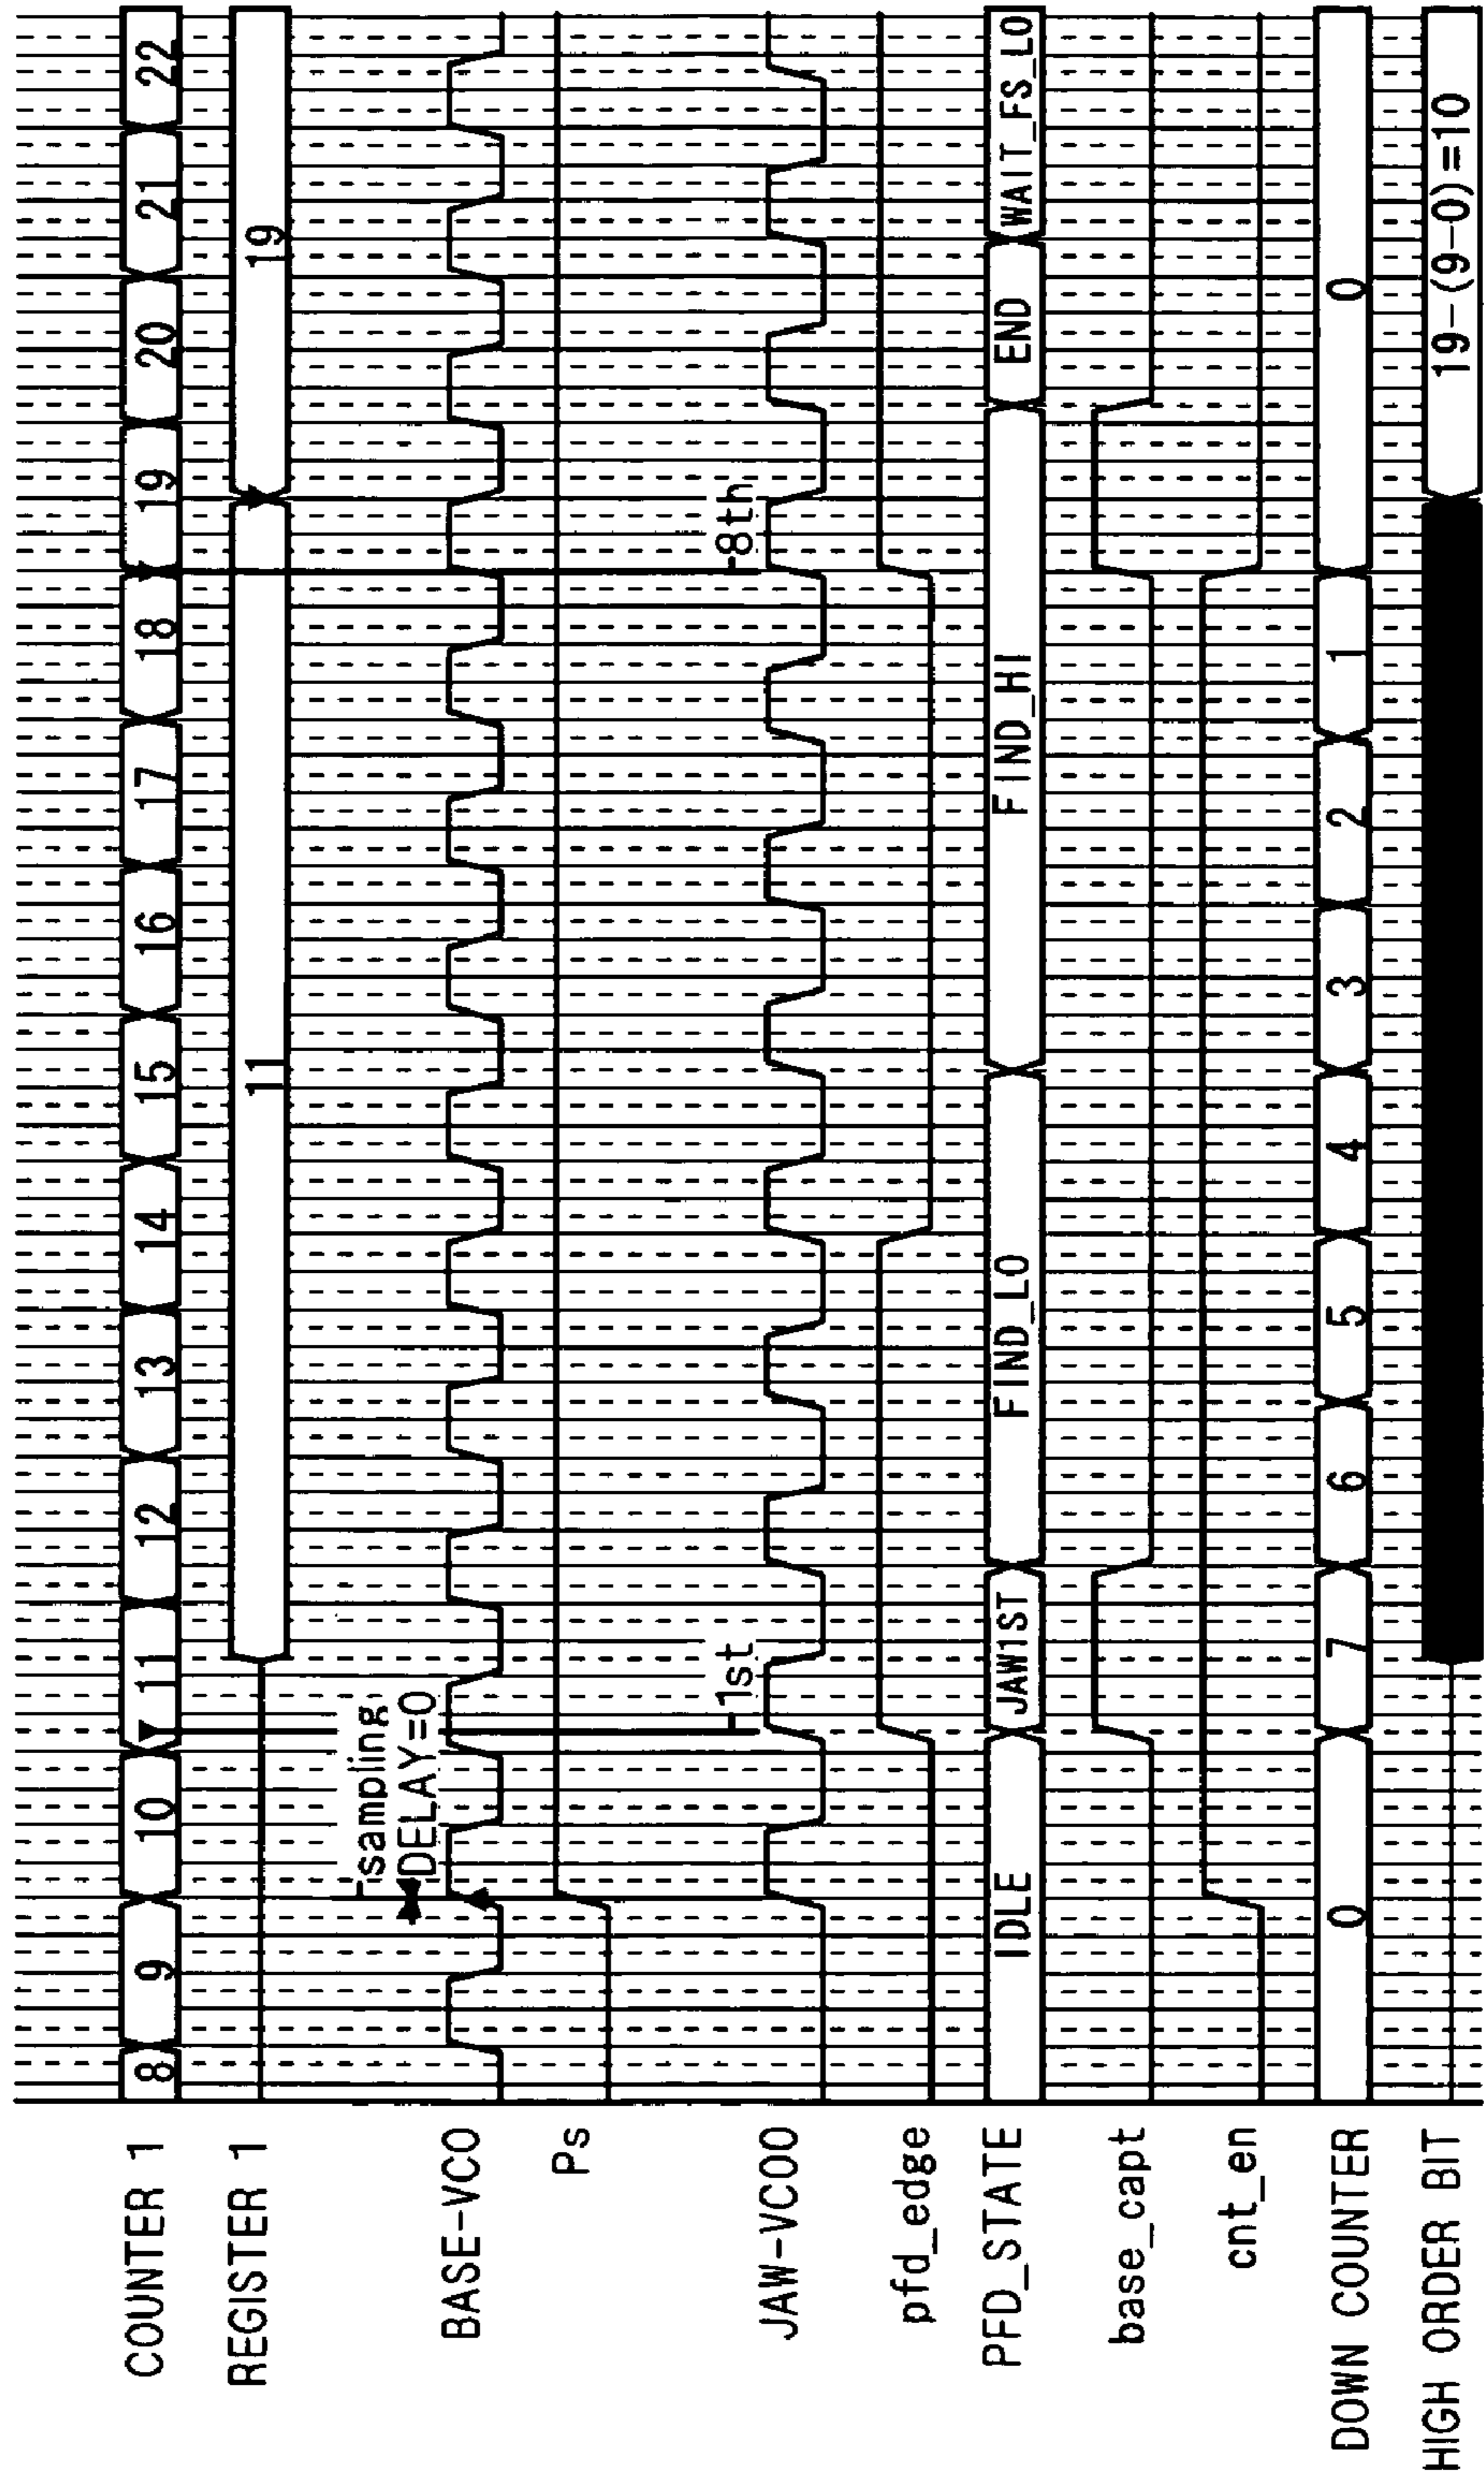 COUNTER 1
8 9 10 11 12 13 14 15 16 17 18 19 20 21 22
REGISTER 1
11 19
sampling
DELAY=0
BASE-VCO
Ps
1st
8th
JAW-VCO0
pfd_edge
PFD_STATE
IDLE JAW1ST FIND_LO FIND_HI END WAIT_FS_LO
base_capt
cnt_en
DOWN COUNTER
0 7 6 5 4 3 2 1 0
HIGH ORDER BIT
19-(9-0)=10